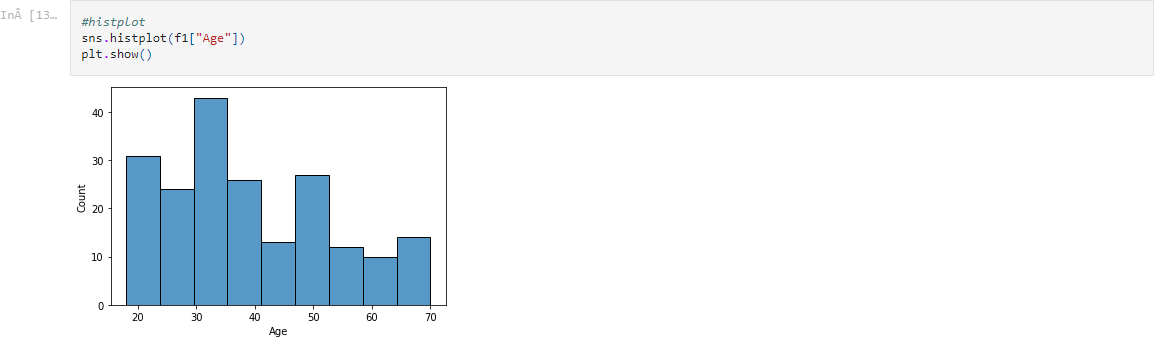 InÂ [13…
#histplot
sns.histplot(f1["Age"])
plt.show()
40
30
20
10
0
Count
20 30 40 50 60 70
Age